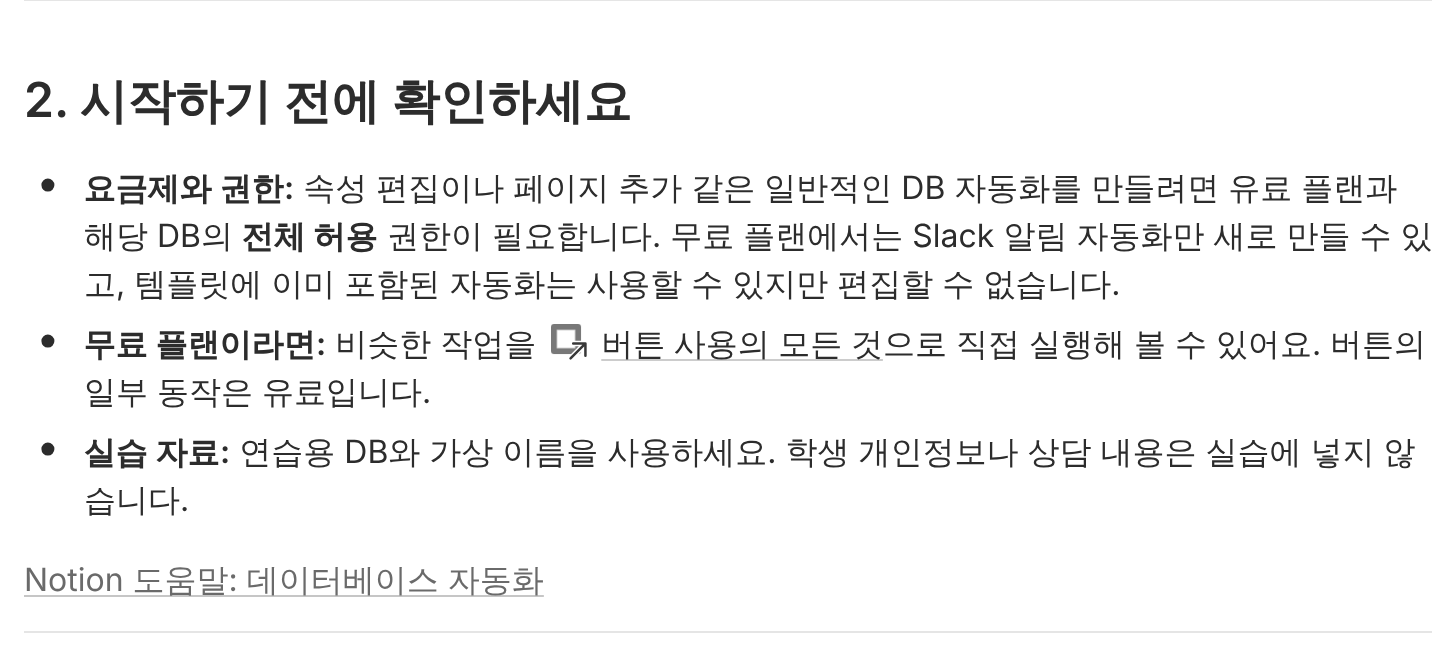 2. 시작하기 전에 확인하세요
요금제와 권한: 속성 편집이나 페이지 추가 같은 일반적인 DB 자동화를 만들려면 유료 플랜과
해당 DB의 전체 허용 권한이 필요합니다. 무료 플랜에서는 Slack 알림 자동화만 새로 만들 수 있
고, 템플릿에 이미 포함된 자동화는 사용할 수 있지만 편집할 수 없습니다.
무료 플랜이라면: 비슷한 작업을 버튼 사용의 모든 것으로 직접 실행해 볼 수 있어요. 버튼의
일부 동작은 유료입니다.
실습 자료: 연습용 DB와 가상 이름을 사용하세요. 학생 개인정보나 상담 내용은 실습에 넣지 않
습니다.
Notion 도움말: 데이터베이스 자동화